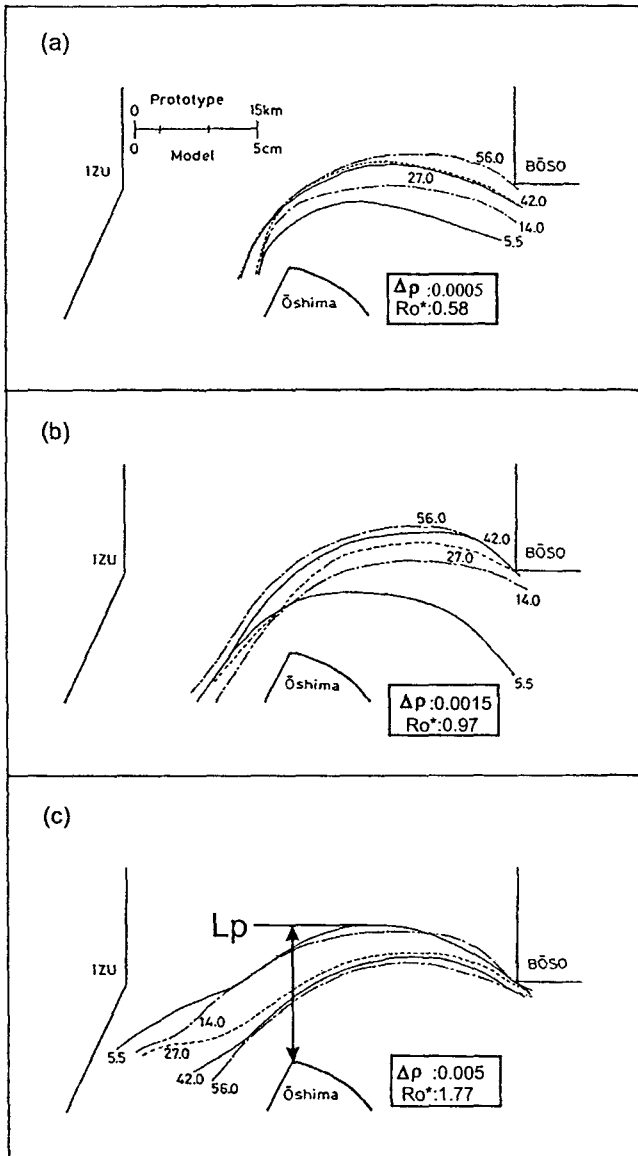 (a)
0 Prototype 15km
0 Model 5cm
IZU
BŌSO
56.0
42.0
27.0
14.0
5.5
Ōshima
Δρ :0.0005
Ro*:0.58
(b)
IZU
BŌSO
56.0
42.0
27.0
14.0
5.5
Ōshima
Δρ:0.0015
Ro*:0.97
(c)
Lp
IZU
BŌSO
14.0
5.5
27.0
42.0
56.0
Ōshima
Δρ:0.005
Ro*:1.77